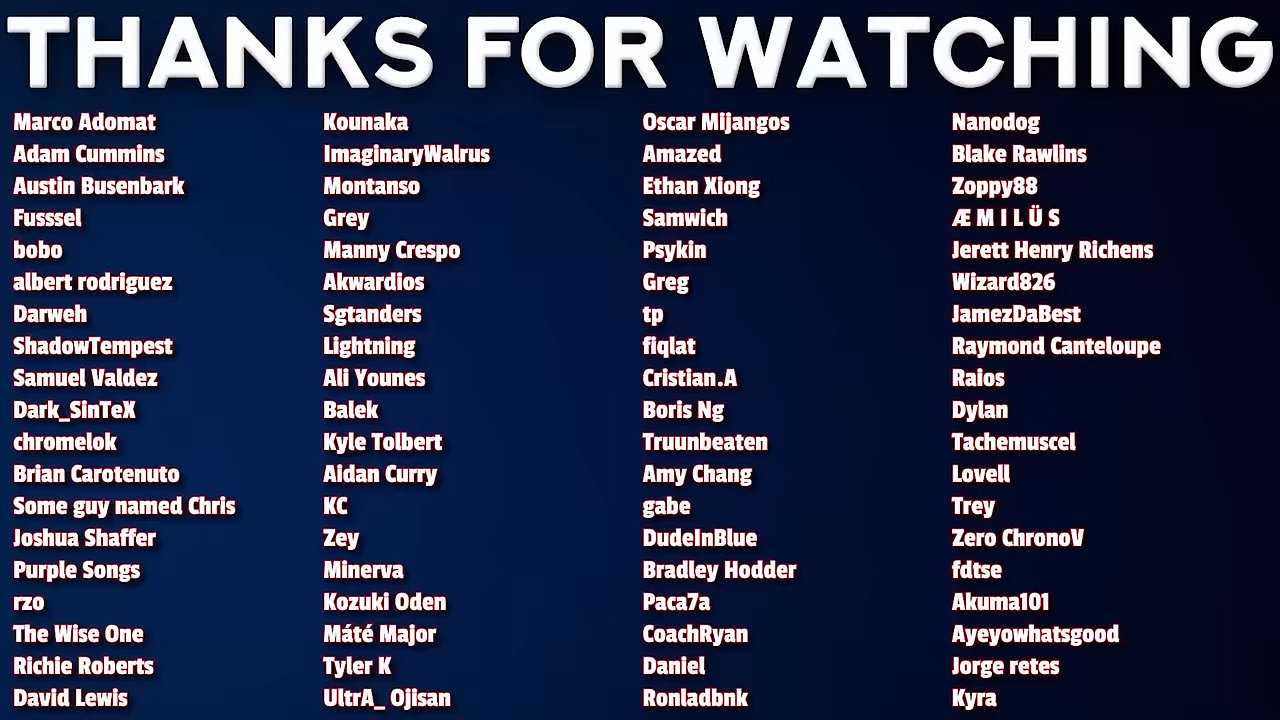 THANKS FOR WATCHING
Marco Adomat
Adam Cummins
Austin Busenbark
Fusssel
bobo
albert rodriguez
Darweh
ShadowTempest
Samuel Valdez
Dark_SinTeX
chromelok
Brian Carotenuto
Some guy named Chris
Joshua Shaffer
Purple Songs
rzo
The Wise One
Richie Roberts
David Lewis
Kounaka
ImaginaryWalrus
Montanso
Grey
Manny Crespo
Akwardios
Sgtanders
Lightning
Ali Younes
Balek
Kyle Tolbert
Aidan Curry
KC
Zey
Minerva
Kozuki Oden
Máté Major
Tyler K
UltrA_ Ojisan
Oscar Mijangos
Amazed
Ethan Xiong
Samwich
Psykin
Greg
tp
fiqlat
Cristian.A
Boris Ng
Truunbeaten
Amy Chang
gabe
DudeInBlue
Bradley Hodder
Paca7a
CoachRyan
Daniel
Ronladbnk
Nanodog
Blake Rawlins
Zoppy88
Æ M I L Ü S
Jerett Henry Richens
Wizard826
JamezDaBest
Raymond Canteloupe
Raios
Dylan
Tachemuscel
Lovell
Trey
Zero ChronoV
fdtse
Akuma101
Ayeyowhatsgood
Jorge retes
Kyra